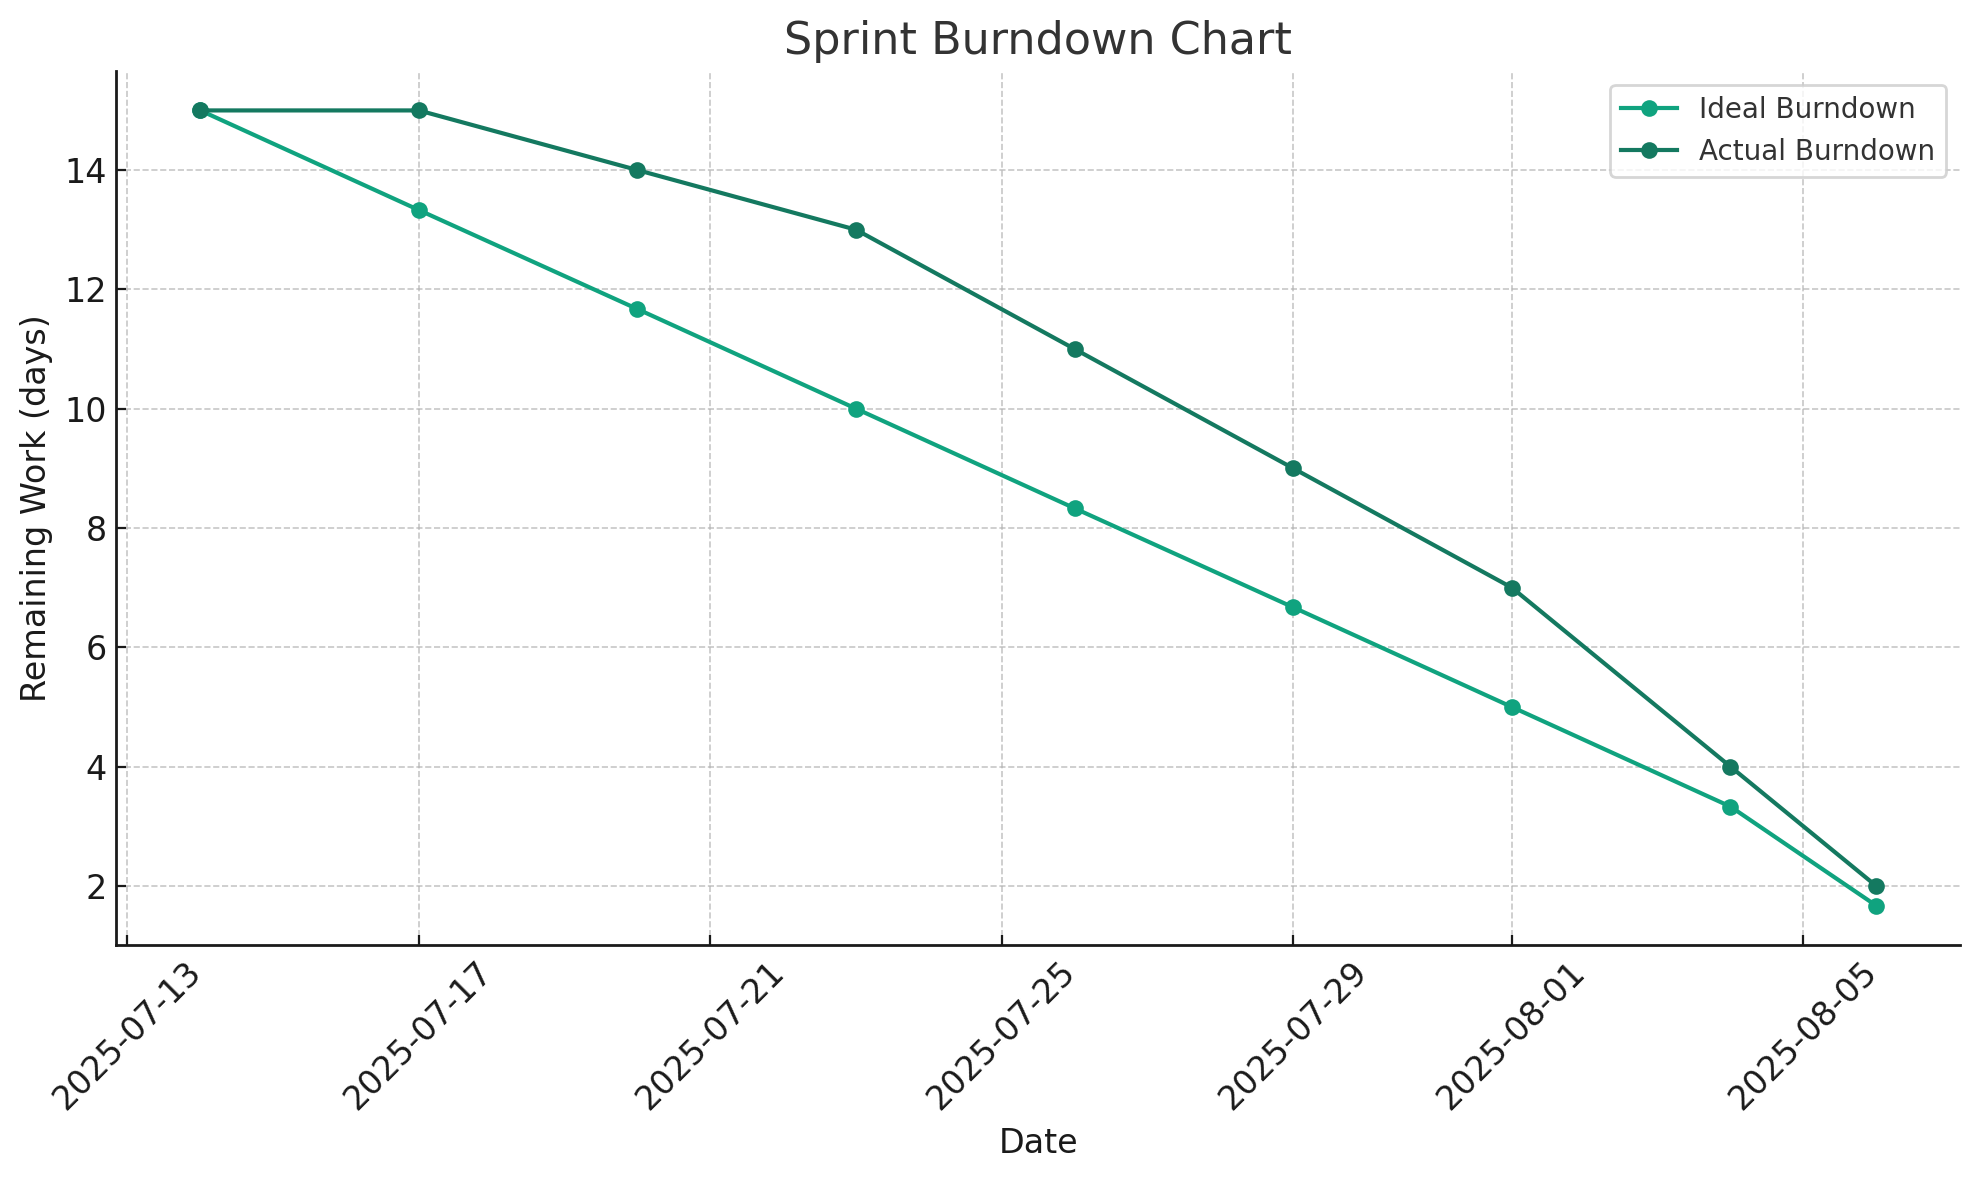 Sprint Burndown Chart
Ideal Burndown
Actual Burndown
Remaining Work (days)
14
12
10
8
6
4
2
2025-07-13
2025-07-17
2025-07-21
2025-07-25
2025-07-29
2025-08-01
2025-08-05
Date